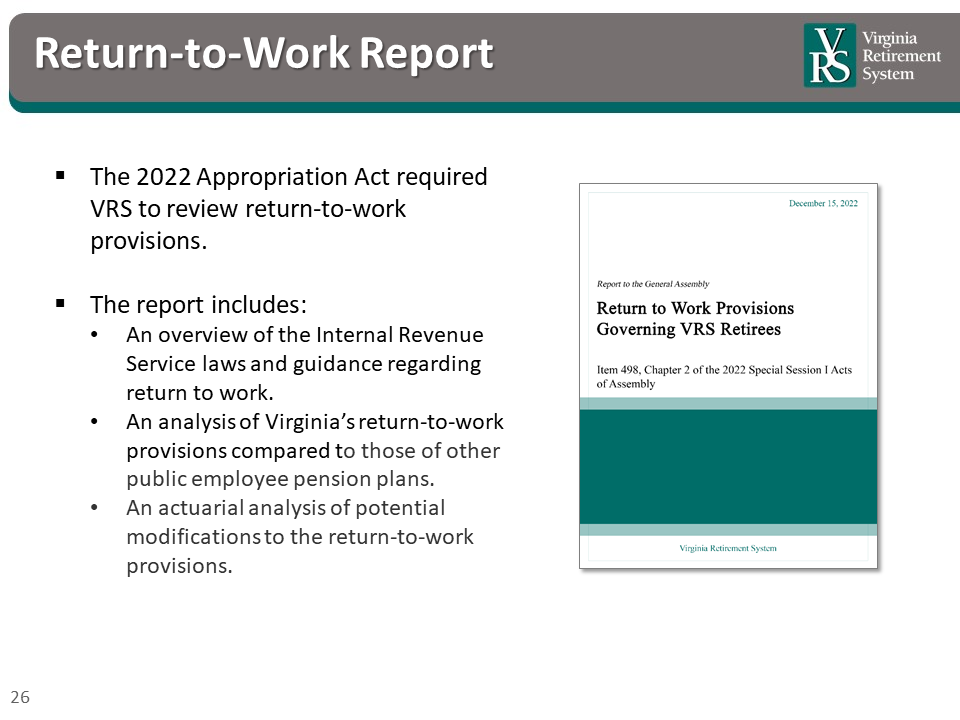 Return-to-Work Report
VRS
Virginia
Retirement
System
▪ The 2022 Appropriation Act required
VRS to review return-to-work
provisions.
▪ The report includes:
• An overview of the Internal Revenue
Service laws and guidance regarding
return to work.
• An analysis of Virginia’s return-to-work
provisions compared to those of other
public employee pension plans.
• An actuarial analysis of potential
modifications to the return-to-work
provisions.
December 15, 2022
Report to the General Assembly
Return to Work Provisions
Governing VRS Retirees
Item 498, Chapter 2 of the 2022 Special Session I Acts
of Assembly
Virginia Retirement System
26